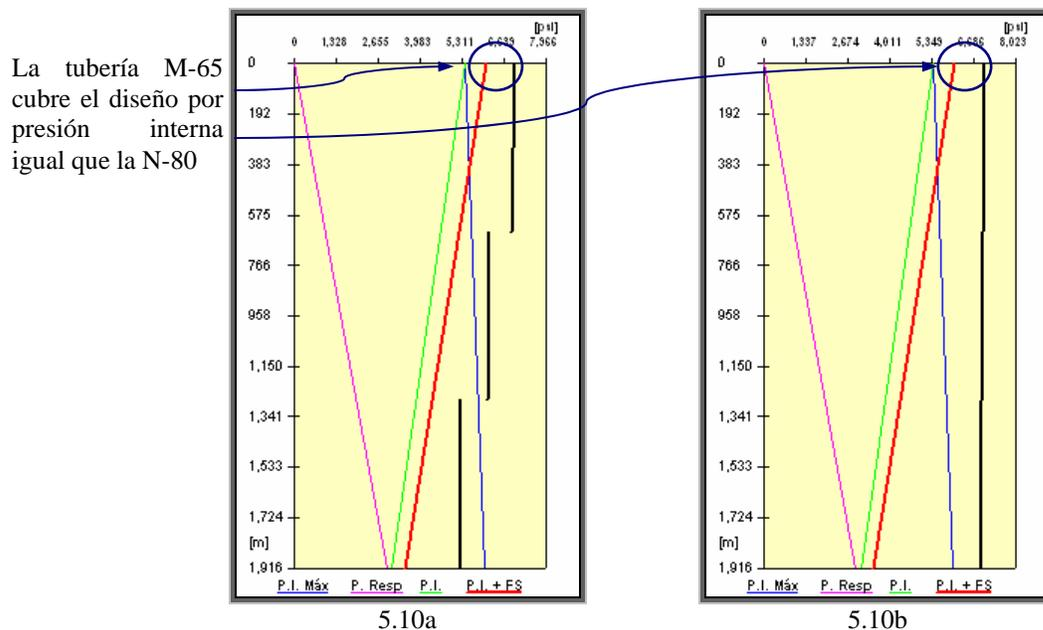 La tubería M-65
cubre el diseño por
presión interna
igual que la N-80
[psi]
0 1,328 2,655 3,983 5,311 6,639 7,966
0
192
383
575
766
958
1,150
1,341
1,533
1,724
[m]
1,916
P.I. Máx P. Resp P.I. P.I. + FS
5.10a
[psi]
0 1,337 2,674 4,011 5,349 6,686 8,023
0
192
383
575
766
958
1,150
1,341
1,533
1,724
[m]
1,916
P.I. Máx P. Resp P.I. P.I. + FS
5.10b